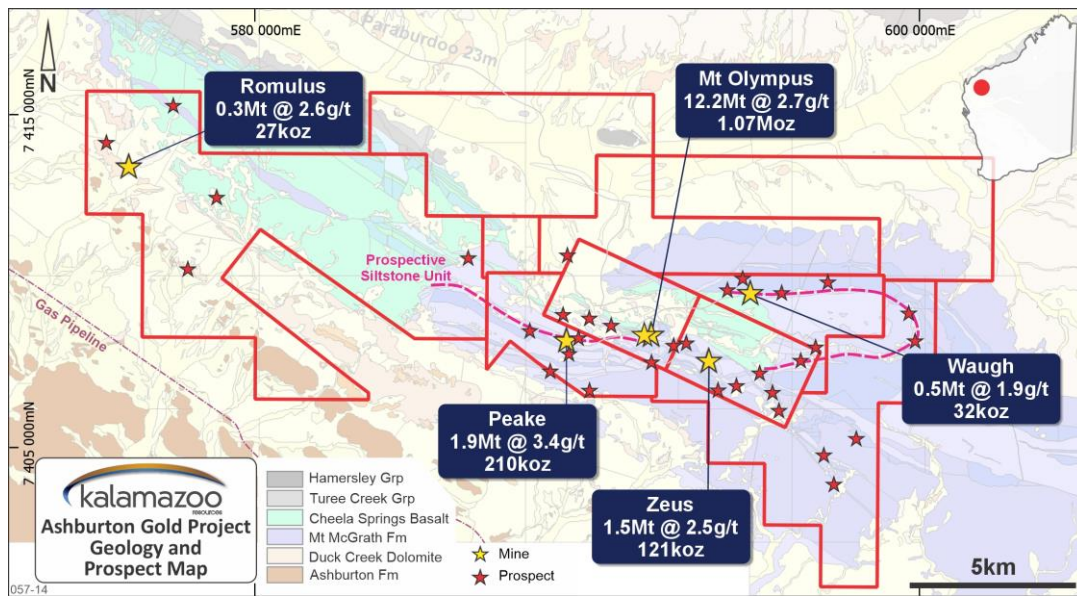 580 000mE
600 000mE
Paraburdoo 23m
N
7 415 000mN
7 405 000mN
Romulus
0.3Mt @ 2.6g/t
27koz
Mt Olympus
12.2Mt @ 2.7g/t
1.07Moz
Prospective
Siltstone Unit
Gas Pipeline
Waugh
0.5Mt @ 1.9g/t
32koz
Peake
1.9Mt @ 3.4g/t
210koz
Zeus
1.5Mt @ 2.5g/t
121koz
kalamazoo
RESOURCES
Ashburton Gold Project
Geology and
Prospect Map
Hamersley Grp
Turee Creek Grp
Cheela Springs Basalt
Mt McGrath Fm
Duck Creek Dolomite
Ashburton Fm
Mine
Prospect
5km
057-14